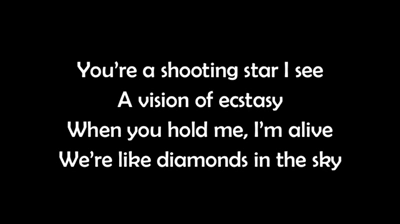 You’re a shooting star I see
A vision of ecstasy
When you hold me, I’m alive
We’re like diamonds in the sky